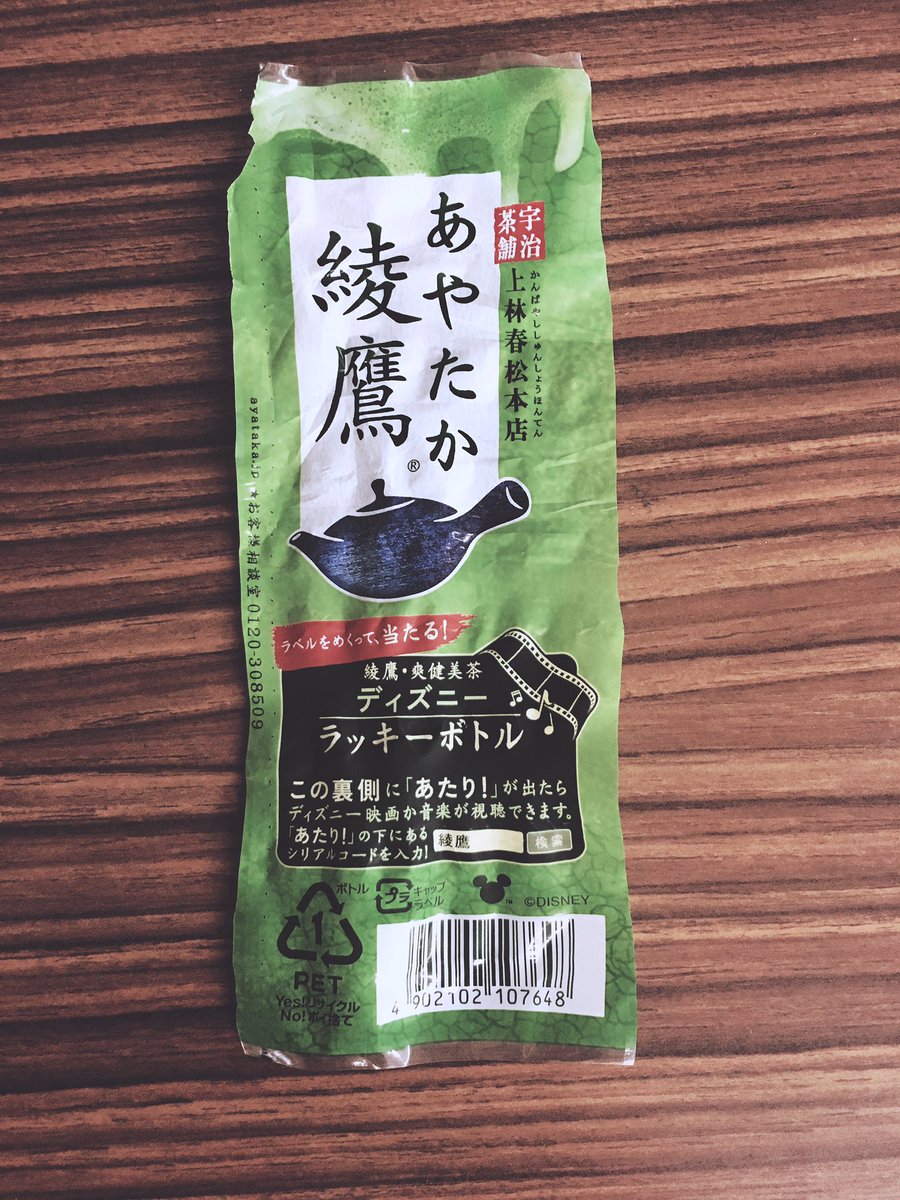 宇治
茶舗
かんばやししゅんしょうほんてん
上林春松本店
あやたか
綾鷹®
ayataka.jp ★お客様相談室 0120-308509
ラベルをめくって、当たる!
綾鷹・爽健美茶
ディズニー
ラッキーボトル
この裏側に「あたり!」が出たら
ディズニー映画か音楽が視聴できます。
「あたり!」の下にある
シリアルコードを入力!
綾鷹 検索
ボトル
1
PET
Yes!リサイクル
No!ポイ捨て
プラ
キャップ
ラベル
TM
©DISNEY
4 902102 107648